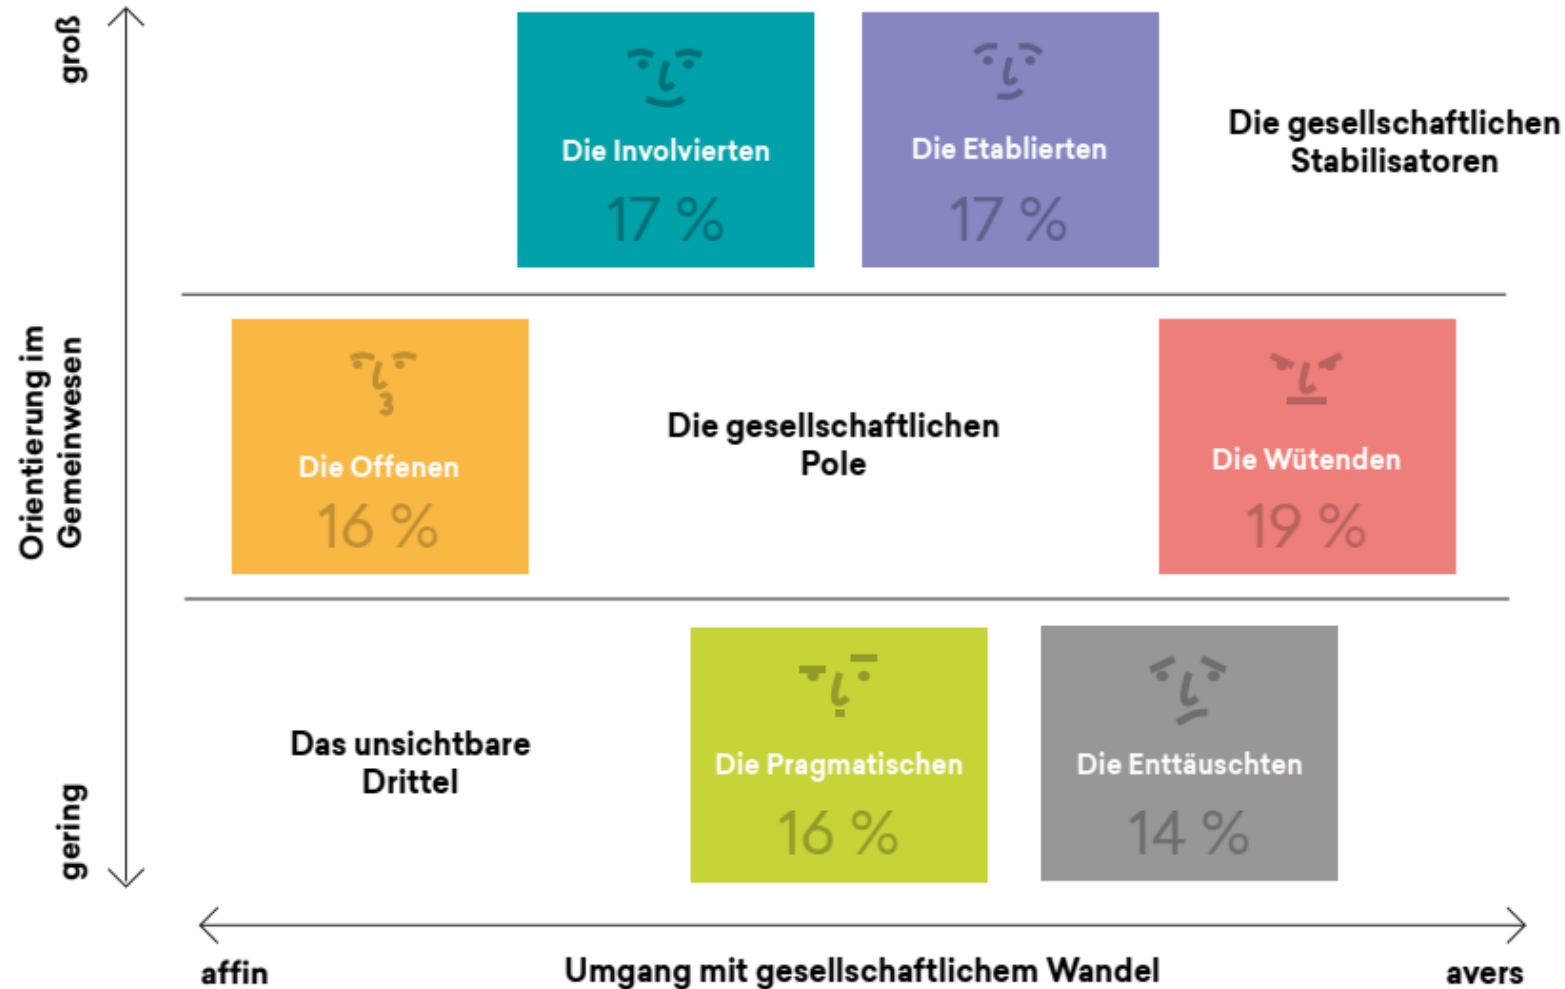 groß
Die Involvierten
17 %
Die Etablierten
17 %
Die gesellschaftlichen
Stabilisatoren
Orientierung im
Gemeinwesen
Die Offenen
16 %
Die gesellschaftlichen
Pole
Die Wütenden
19 %
Das unsichtbare
Drittel
Die Pragmatischen
16 %
Die Enttäuschten
14 %
gering
affin
Umgang mit gesellschaftlichem Wandel
avers